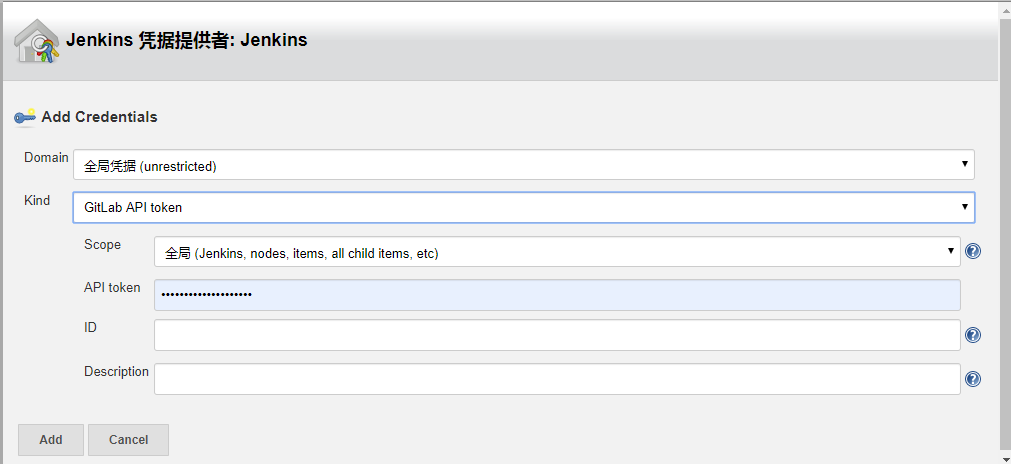 Jenkins 凭据提供者: Jenkins
Add Credentials
Domain 全局凭据 (unrestricted)
Kind GitLab API token
Scope 全局 (Jenkins, nodes, items, all child items, etc)
API token ••••••••••••••••••••
ID
Description
Add Cancel